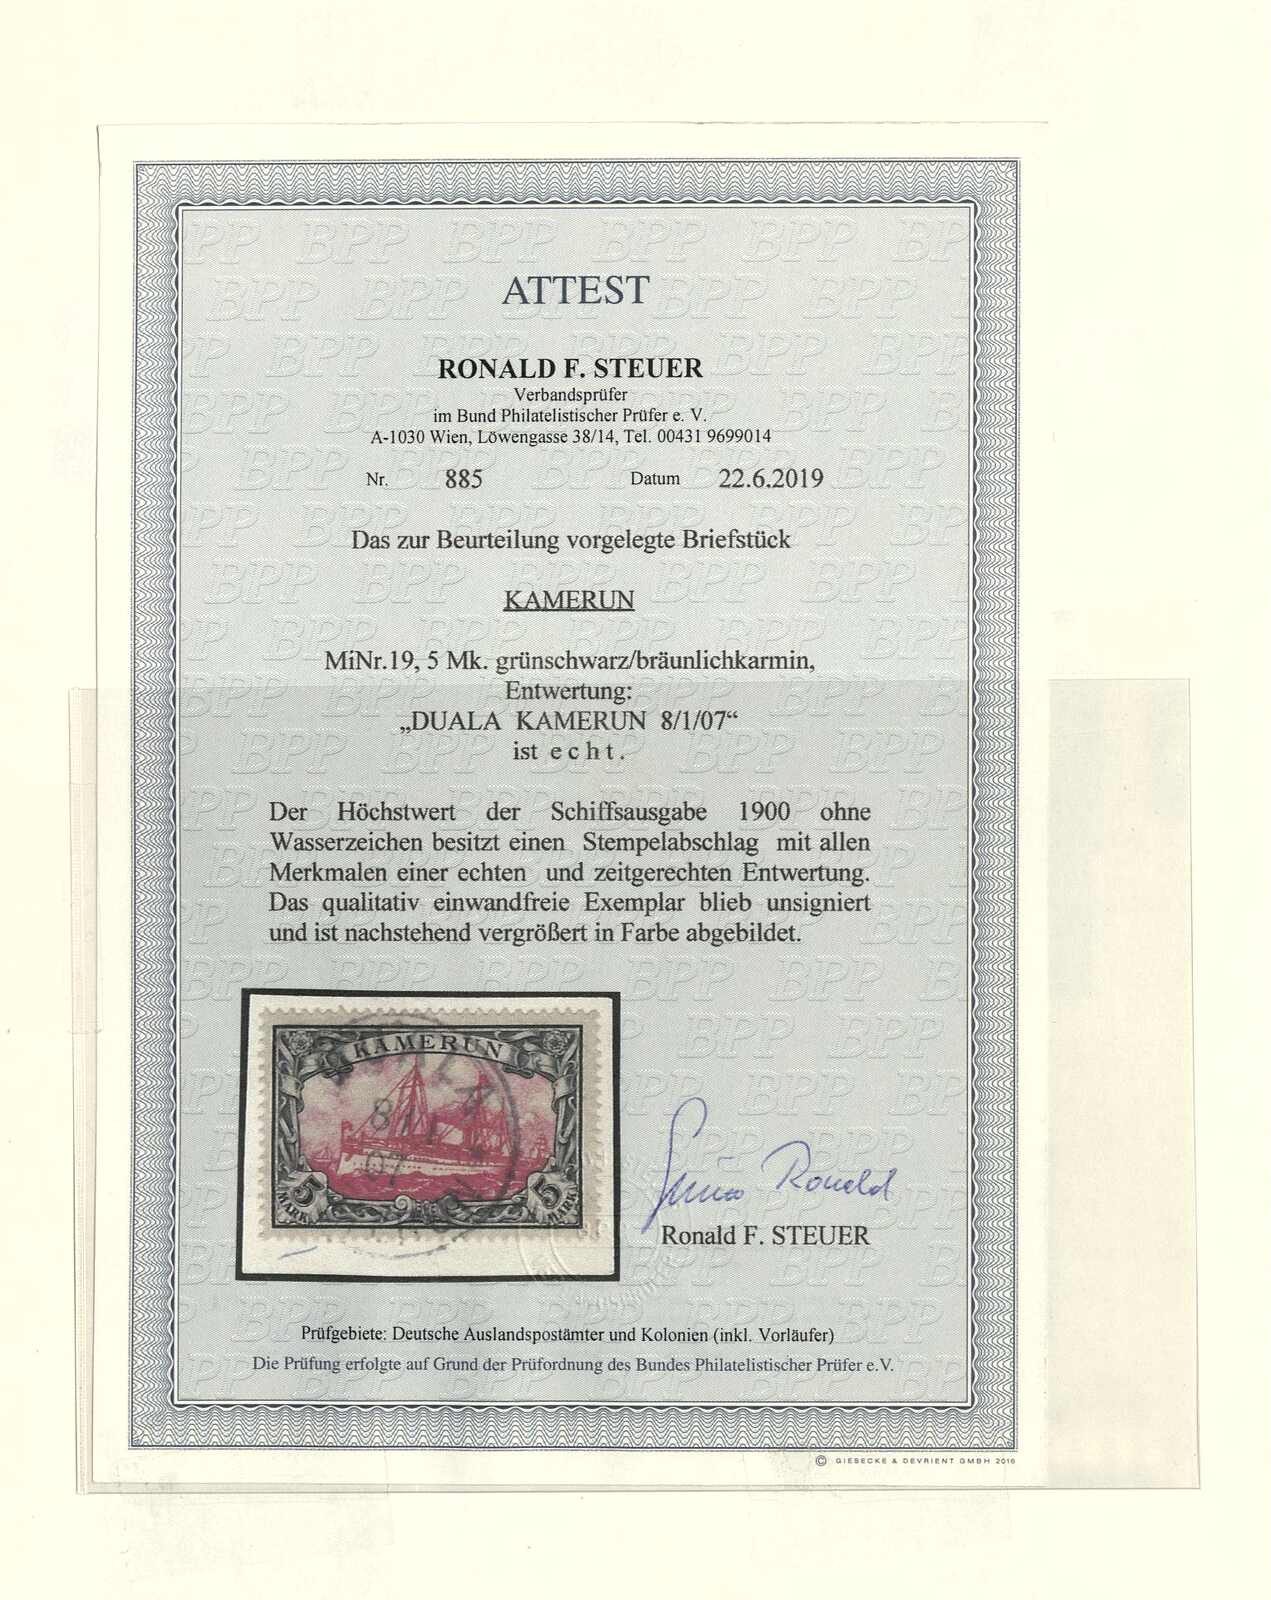 ATTEST
RONALD F. STEUER
Verbandsprüfer
im Bund Philatelistischer Prüfer e. V.
A-1030 Wien, Löwengasse 38/14, Tel. 00431 9699014
Nr. 885 Datum 22.6.2019
Das zur Beurteilung vorgelegte Briefstück
KAMERUN
MiNr.19, 5 Mk. grünschwarz/bräunlichkarmin,
Entwertung:
„DUALA KAMERUN 8/1/07“
ist echt.
Der Höchstwert der Schiffsausgabe 1900 ohne
Wasserzeichen besitzt einen Stempelabschlag mit allen
Merkmalen einer echten und zeitgerechten Entwertung.
Das qualitativ einwandfreie Exemplar blieb unsigniert
und ist nachstehend vergrößert in Farbe abgebildet.
KAMERUN
8/1
07
5 MARK
5 MARK
Ronald
Ronald F. STEUER
Prüfgebiete: Deutsche Auslandspostämter und Kolonien (inkl. Vorläufer)
Die Prüfung erfolgte auf Grund der Prüfordnung des Bundes Philatelistischer Prüfer e.V.
© GIESECKE & DEVRIENT GMBH 2016